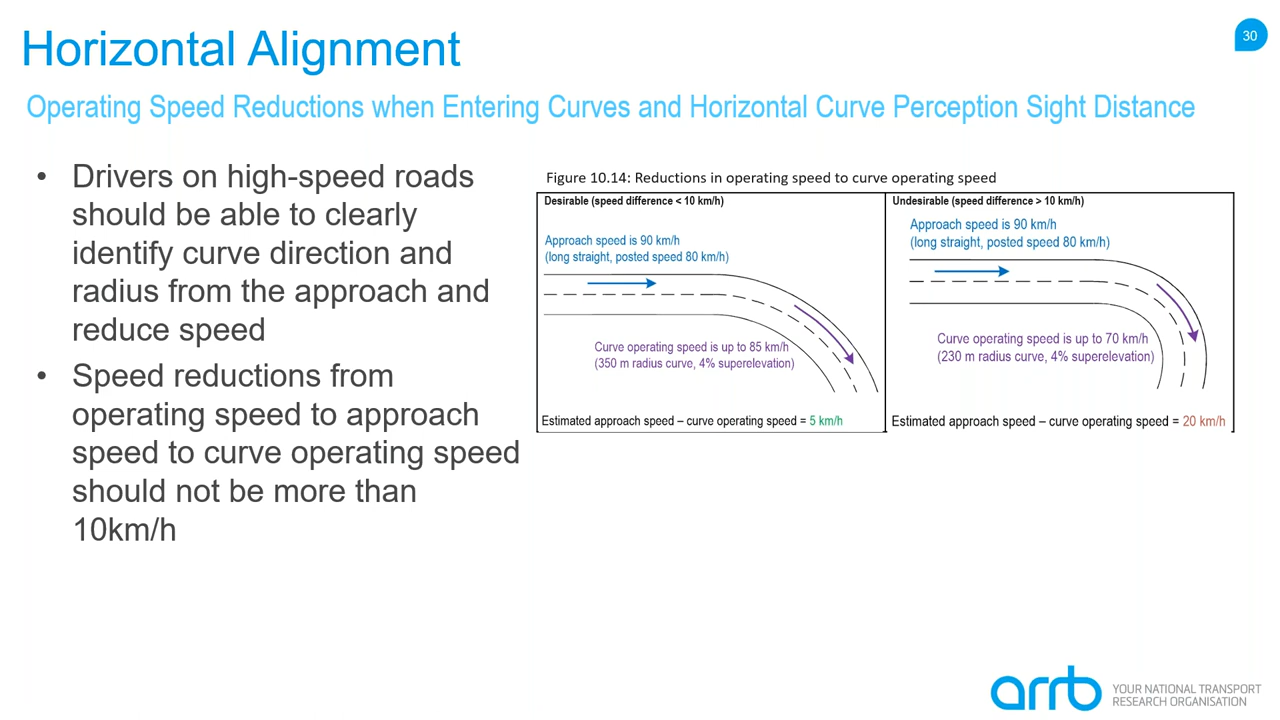 Horizontal Alignment
30
Operating Speed Reductions when Entering Curves and Horizontal Curve Perception Sight Distance
• Drivers on high-speed roads
should be able to clearly
identify curve direction and
radius from the approach and
reduce speed
• Speed reductions from
operating speed to approach
speed to curve operating speed
should not be more than
10km/h
Figure 10.14: Reductions in operating speed to curve operating speed
Desirable (speed difference < 10 km/h)
Approach speed is 90 km/h
(long straight, posted speed 80 km/h)
Curve operating speed is up to 85 km/h
(350 m radius curve, 4% superelevation)
Estimated approach speed – curve operating speed = 5 km/h
Undesirable (speed difference > 10 km/h)
Approach speed is 90 km/h
(long straight, posted speed 80 km/h)
Curve operating speed is up to 70 km/h
(230 m radius curve, 4% superelevation)
Estimated approach speed – curve operating speed = 20 km/h
arrb
YOUR NATIONAL TRANSPORT
RESEARCH ORGANISATION